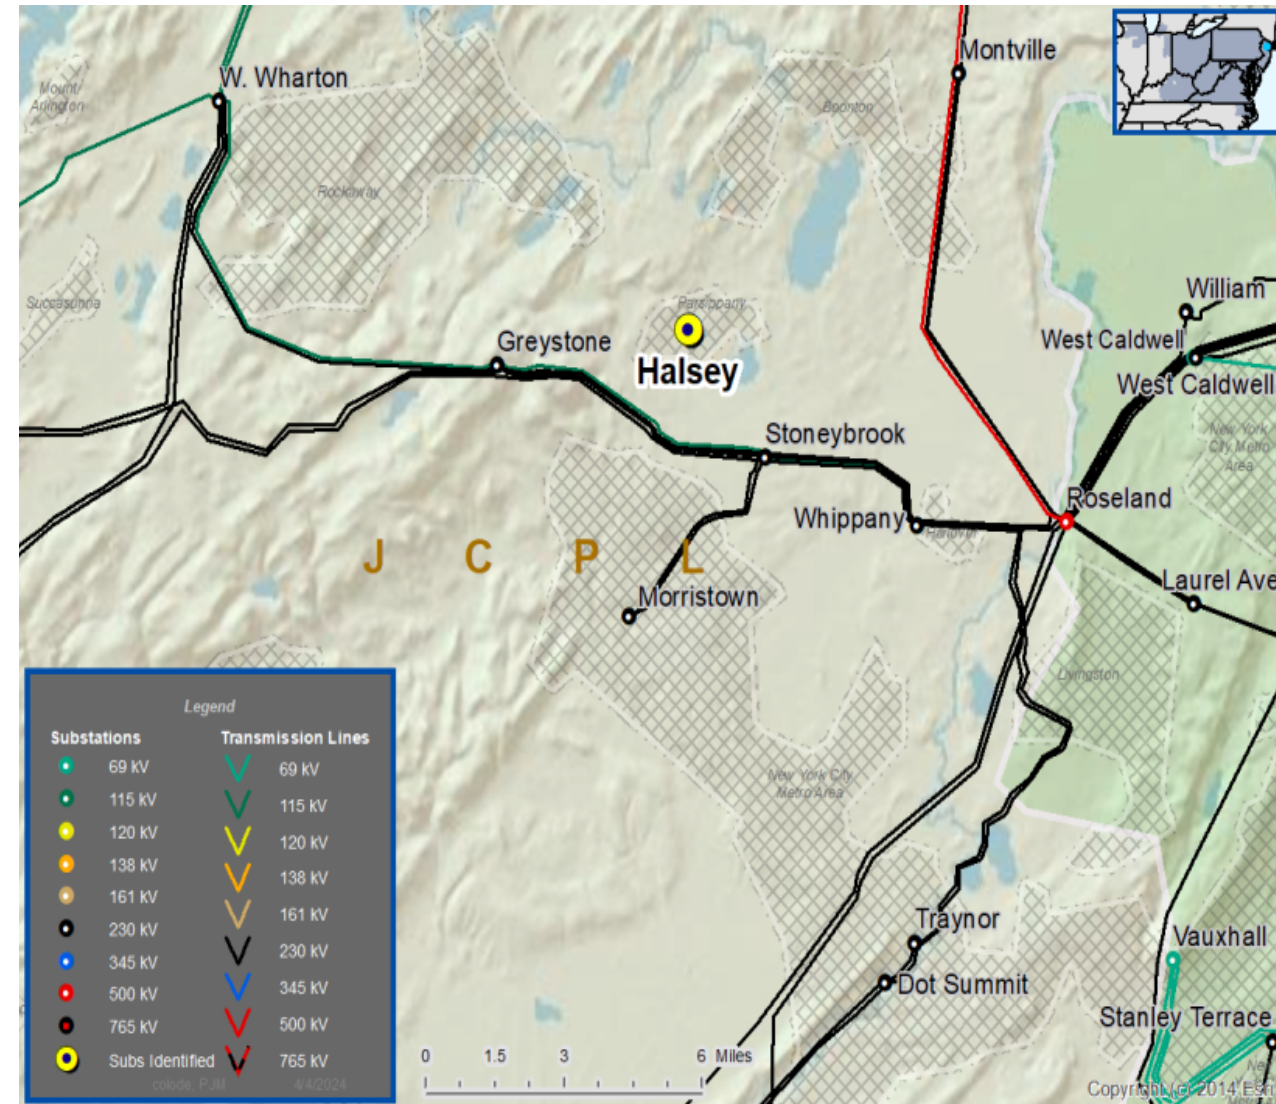 Montville
W. Wharton
Mount
Arlington
Boonton
Rockaway
Succasunna
Parsippany
William
Greystone
West Caldwell
Halsey
West Caldwell
New York
City Metro
Area
Stoneybrook
Roseland
Whippany
Hanover
J C P L
Laurel Ave
Morristown
Livingston
New York City
Metro Area
Legend
Substations
Transmission Lines
69 kV
69 kV
115 kV
115 kV
120 kV
120 kV
138 kV
138 kV
161 kV
161 kV
230 kV
230 kV
345 kV
345 kV
500 kV
500 kV
765 kV
765 kV
Subs Identified
colode: PJM 4/4/2024
Traynor
Vauxhall
Dot Summit
Stanley Terrace
0 1.5 3 6 Miles
Copyright (c) 2014 Esri